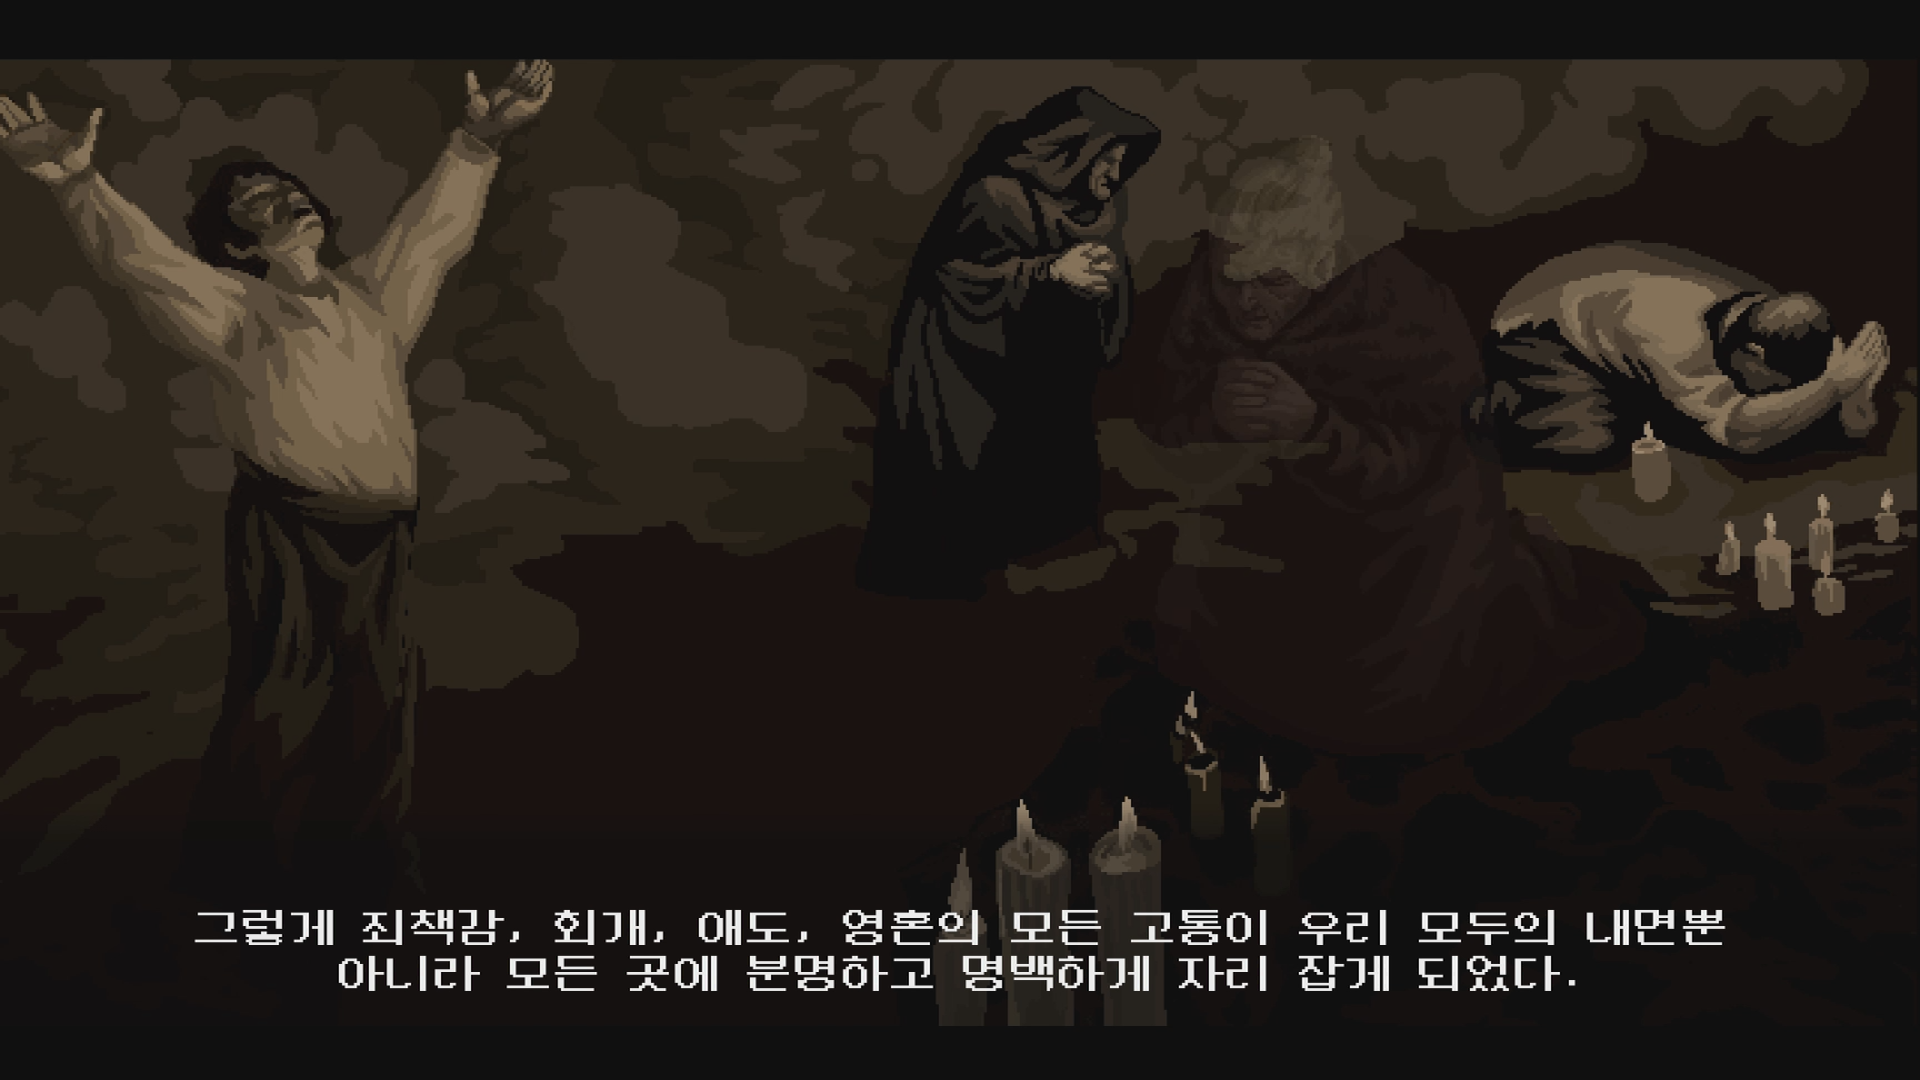 그렇게 죄책감, 회개, 애도, 영혼의 모든 고통이 우리 모두의 내면뿐
아니라 모든 곳에 분명하고 명백하게 자리 잡게 되었다.